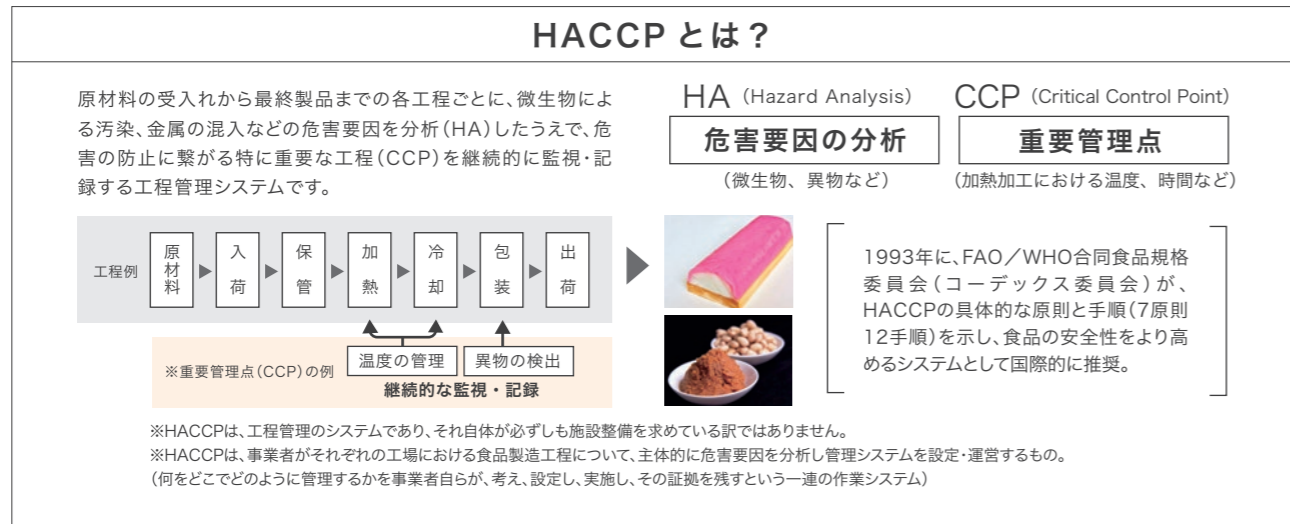 HACCP とは？
原材料の受入れから最終製品までの各工程ごとに、微生物によ
る汚染、金属の混入などの危害要因を分析（HA）したうえで、危
害の防止に繋がる特に重要な工程（CCP）を継続的に監視・記
録する工程管理システムです。
HA （Hazard Analysis）
危害要因の分析
（微生物、異物など）
CCP （Critical Control Point）
重要管理点
（加熱加工における温度、時間など）
工程例
原材料
入荷
保管
加熱
冷却
包装
出荷
※重要管理点（CCP）の例
温度の管理
異物の検出
継続的な監視・記録
1993年に、FAO／WHO合同食品規格
委員会（コーデックス委員会）が、
HACCPの具体的な原則と手順（7原則
12手順）を示し、食品の安全性をより高
めるシステムとして国際的に推奨。
※HACCPは、工程管理のシステムであり、それ自体が必ずしも施設整備を求めている訳ではありません。
※HACCPは、事業者がそれぞれの工場における食品製造工程について、主体的に危害要因を分析し管理システムを設定・運営するもの。
（何をどこでどのように管理するかを事業者自らが、考え、設定し、実施し、その証拠を残すという一連の作業システム）